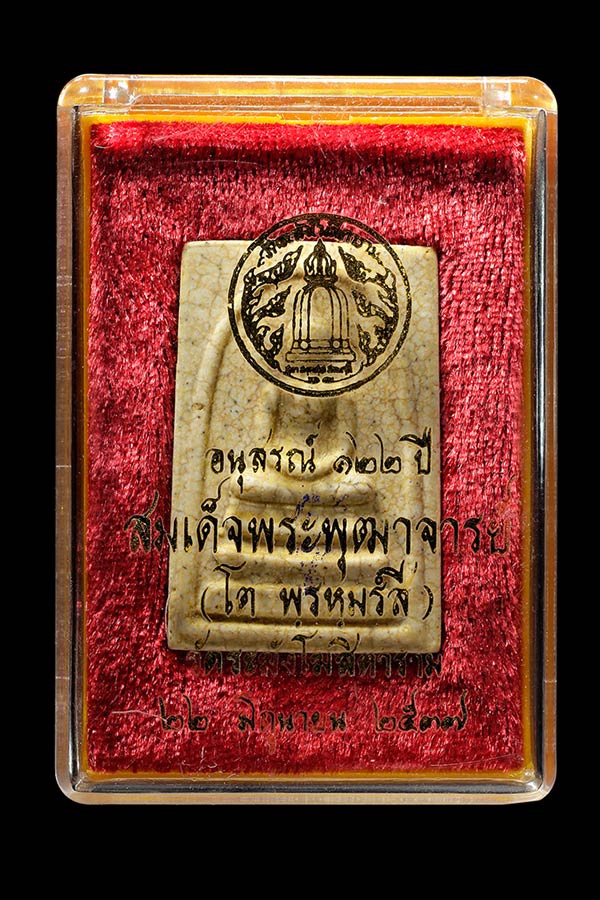 อนุสรณ์ ๑๒๒ ปี
สมเด็จพระพุฒาจารย์
(โต พฺรหฺมรํสี)
วัดระฆังโฆสิตาราม
๒๒ มิถุนายน ๒๕๓๗